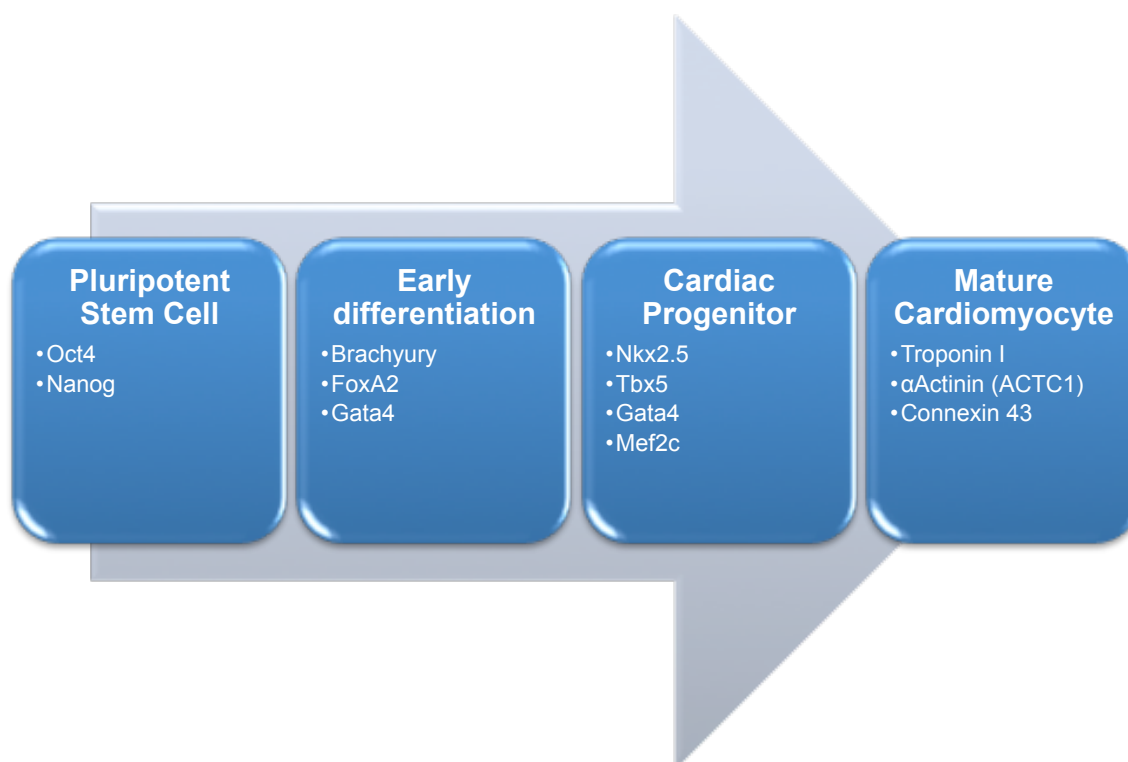 Pluripotent
Stem Cell
•Oct4
•Nanog
Early
differentiation
•Brachyury
•FoxA2
•Gata4
Cardiac
Progenitor
•Nkx2.5
•Tbx5
•Gata4
•Mef2c
Mature
Cardiomyocyte
•Troponin I
•αActinin (ACTC1)
•Connexin 43